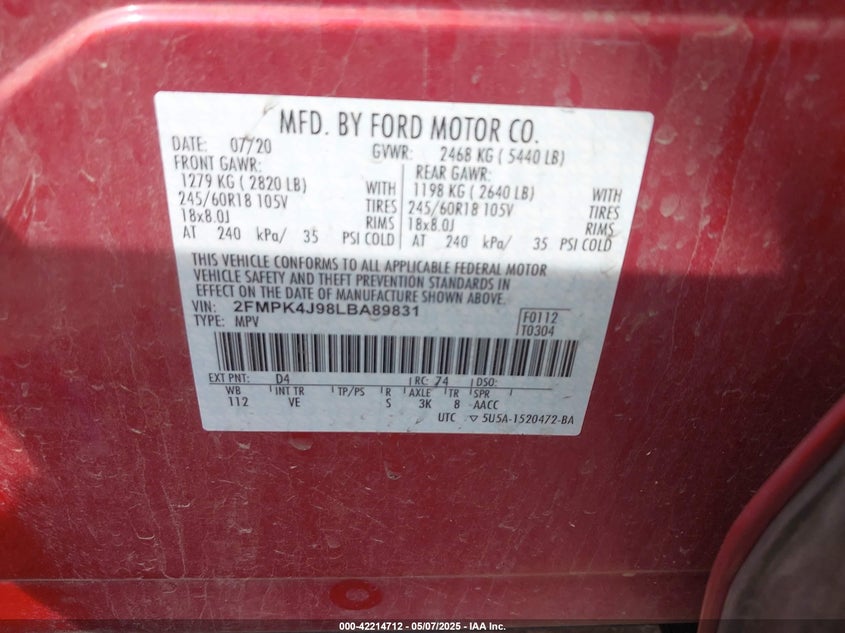 MFD. BY FORD MOTOR CO.
DATE: 07/20 GVWR: 2468 KG ( 5440 LB)
FRONT GAWR: REAR GAWR:
1279 KG ( 2820 LB) WITH 1198 KG ( 2640 LB) WITH
245/60R18 105V TIRES 245/60R18 105V TIRES
18x8.0J RIMS 18x8.0J RIMS
AT 240 kPa/ 35 PSI COLD AT 240 kPa/ 35 PSI COLD
THIS VEHICLE CONFORMS TO ALL APPLICABLE FEDERAL MOTOR
VEHICLE SAFETY AND THEFT PREVENTION STANDARDS IN
EFFECT ON THE DATE OF MANUFACTURE SHOWN ABOVE.
VIN: 2FMPK4J98LBA89831 F0112
TYPE: MPV T0304
EXT PNT: D4 RC: 74 DSO:
WB INT TR TP/PS R AXLE TR SPR
112 VE S 3K 8 AACC
UTC ▽ 5U5A-1520472-BA
000-42214712 — 05/07/2025 — IAA Inc.